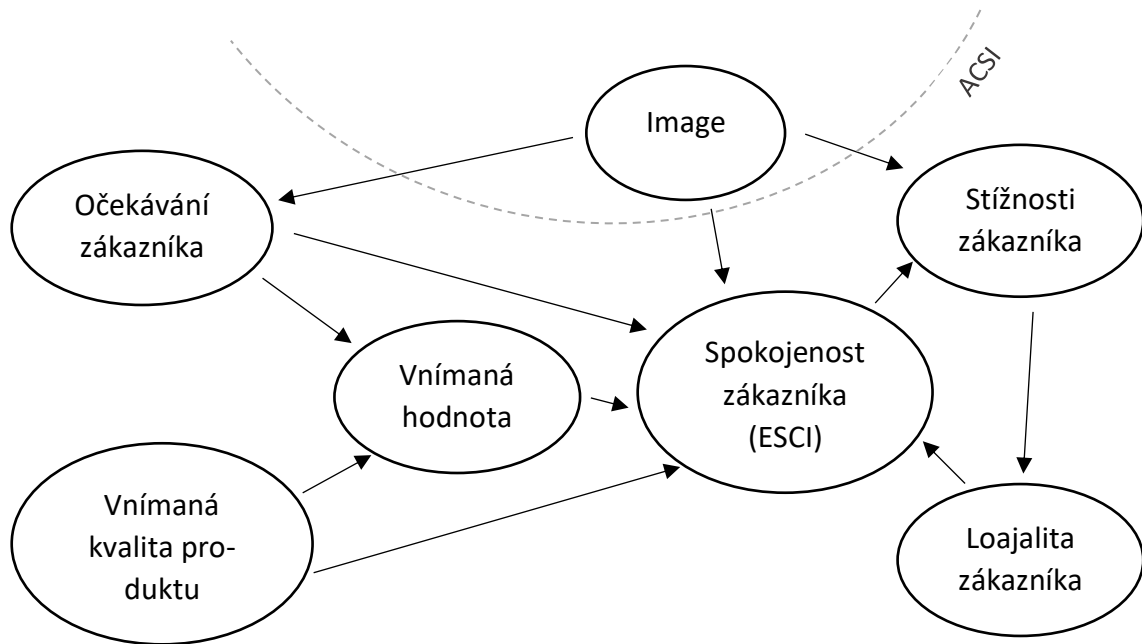 ACSI
Image
Očekávání
zákazníka
Stížnosti
zákazníka
Vnímaná
hodnota
Spokojenost
zákazníka
(ESCI)
Vnímaná
kvalita pro-
duktu
Loajalita
zákazníka